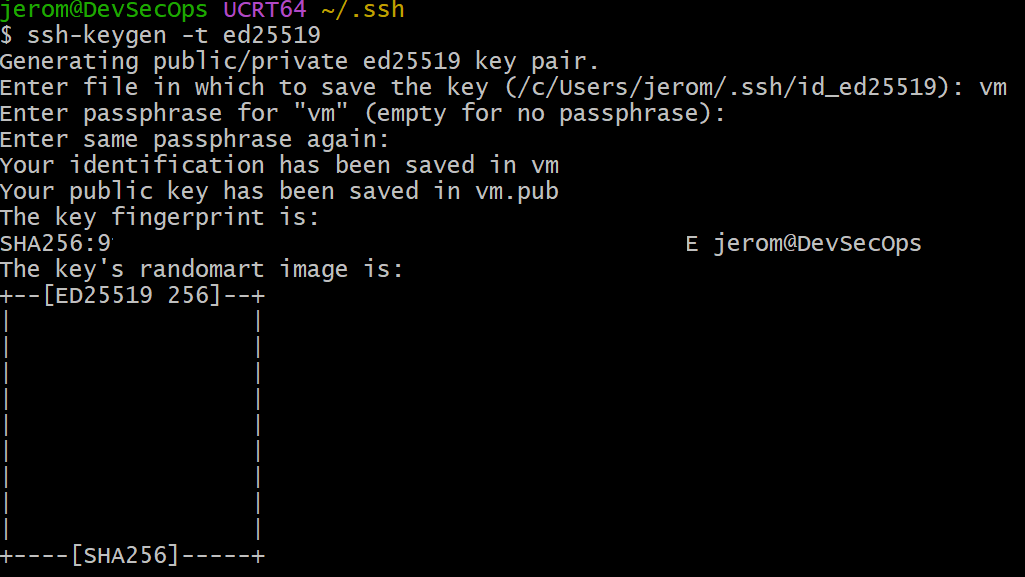 jerom@DevSecOps UCRT64 ~/.ssh
$ ssh-keygen -t ed25519
Generating public/private ed25519 key pair.
Enter file in which to save the key (/c/Users/jerom/.ssh/id_ed25519): vm
Enter passphrase for "vm" (empty for no passphrase):
Enter same passphrase again:
Your identification has been saved in vm
Your public key has been saved in vm.pub
The key fingerprint is:
SHA256:9 E jerom@DevSecOps
The key's randomart image is:
+--[ED25519 256]--+
|                 |
|                 |
|                 |
|                 |
|                 |
|                 |
|                 |
|                 |
|                 |
+----[SHA256]-----+